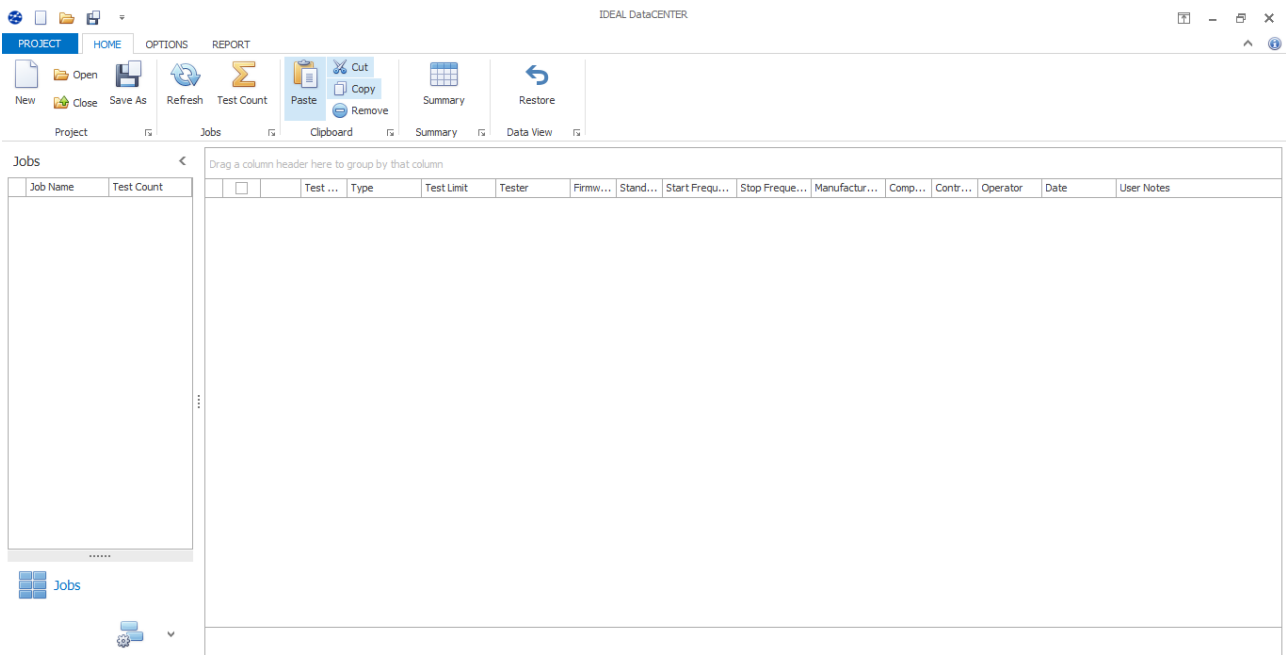 IDEAL DataCENTER
PROJECT HOME OPTIONS REPORT
New Open Close Save As Refresh Test Count Paste Cut Copy Remove Summary Restore
Project Jobs Clipboard Summary Data View
Jobs
Job Name Test Count
Drag a column header here to group by that column
Test ... Type Test Limit Tester Firmw... Stand... Start Frequ... Stop Freque... Manufactur... Comp... Contr... Operator Date User Notes
Jobs